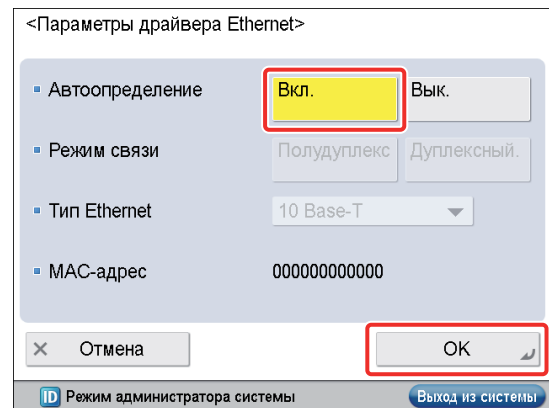 <Параметры драйвера Ethernet>
Автоопределение Вкл. Вык.
Режим связи Полудуплекс Дуплексный.
Тип Ethernet 10 Base-T
MAC-адрес 000000000000
Отмена OK
ID Режим администратора системы Выход из системы